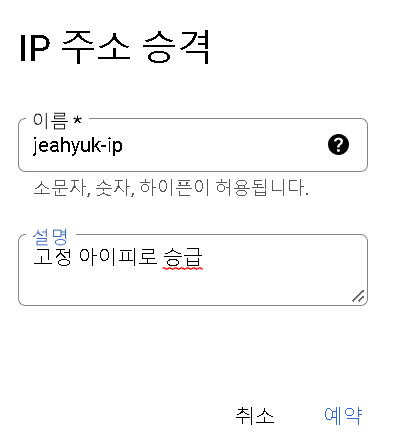 IP 주소 승격
이름 *
jeahyuk-ip
소문자, 숫자, 하이픈이 허용됩니다.
설명
고정 아이피로 승급
취소 예약